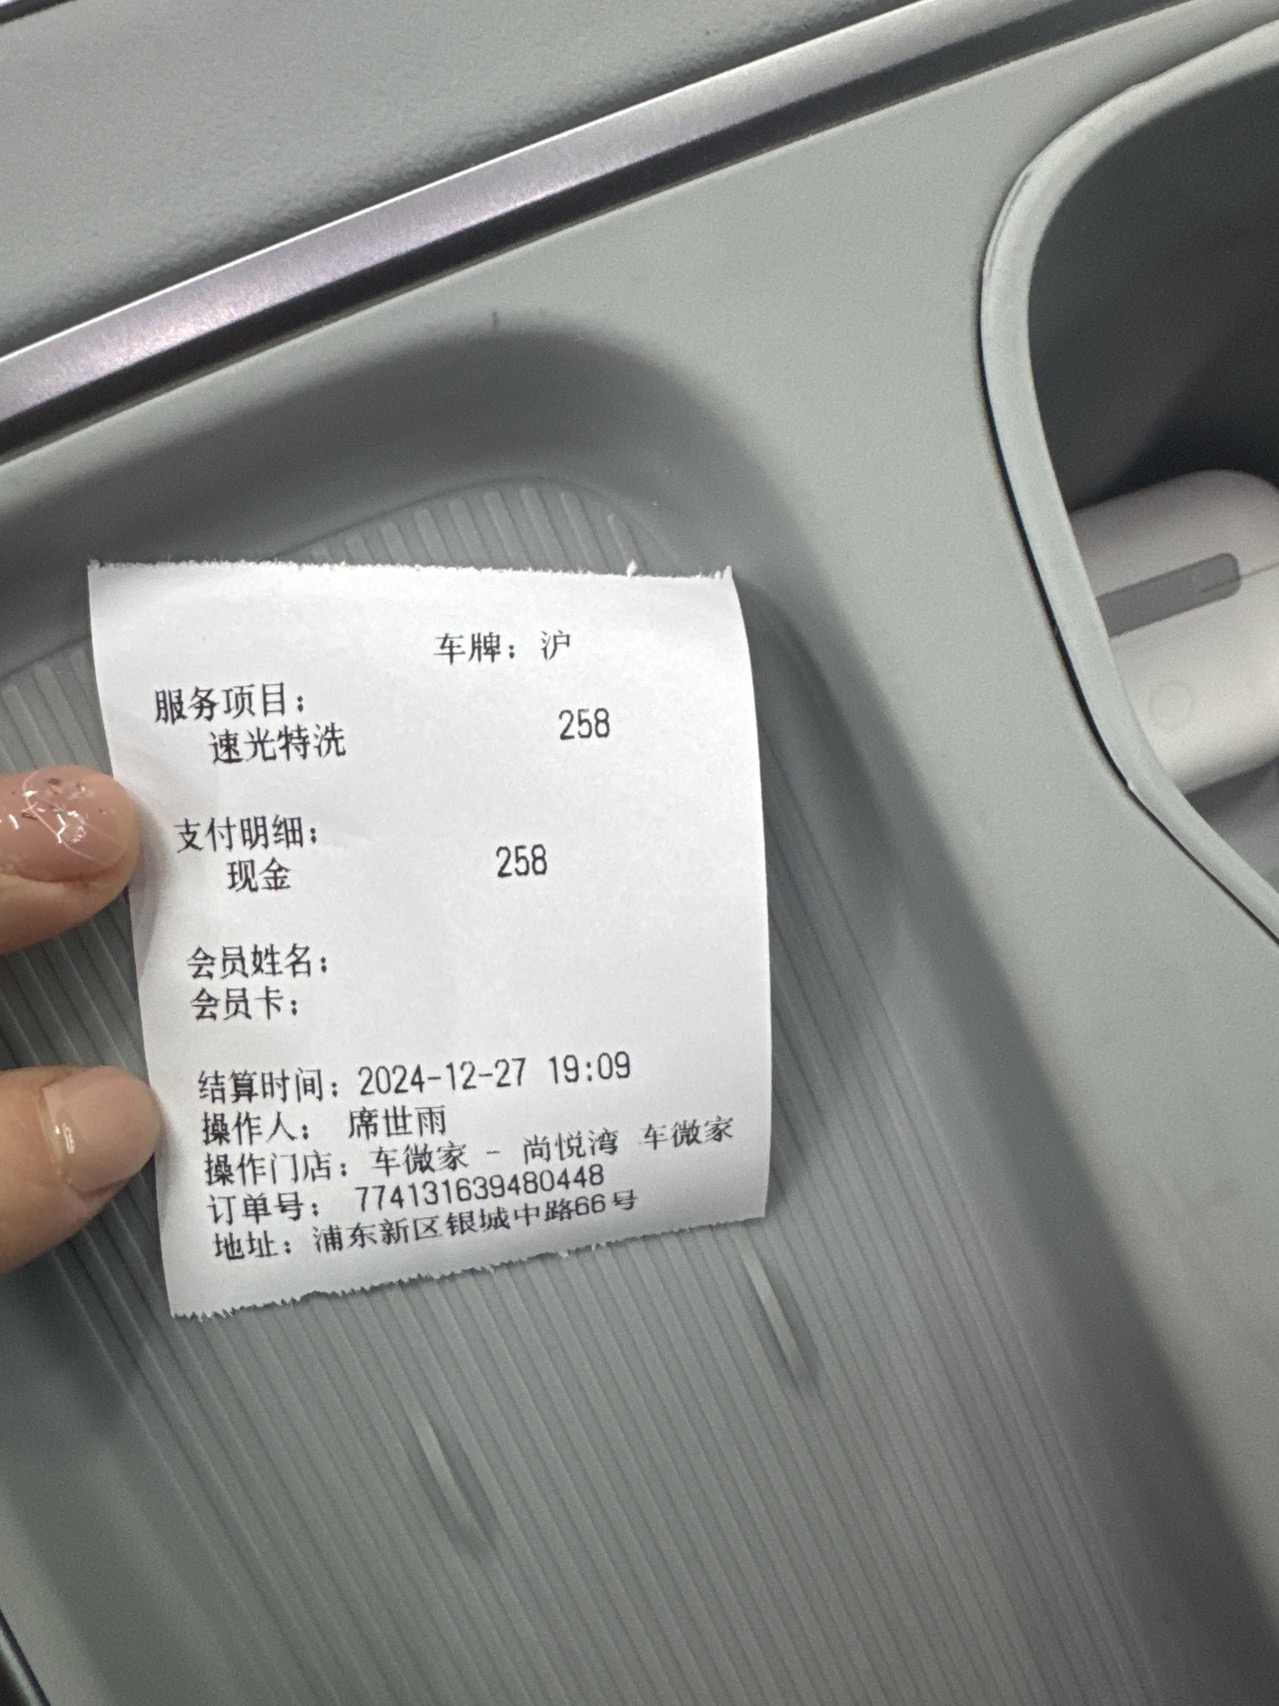 车牌：沪
服务项目：
速光特洗 258
支付明细：
现金 258
会员姓名：
会员卡：
结算时间：2024-12-27 19:09
操作人： 席世雨
操作门店：车微家 - 尚悦湾 车微家
订单号： 774131639480448
地址：浦东新区银城中路66号